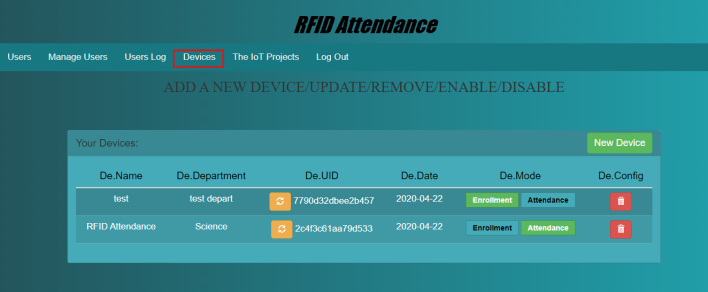 RFID Attendance
Users Manage Users Users Log Devices The IoT Projects Log Out
ADD A NEW DEVICE/UPDATE/REMOVE/ENABLE/DISABLE
Your Devices: New Device
De.Name De.Department De.UID De.Date De.Mode De.Config
test test depart 7790d32dbee2b457 2020-04-22 Enrollment Attendance
RFID Attendance Science 2c4f3c61aa79d533 2020-04-22 Enrollment Attendance